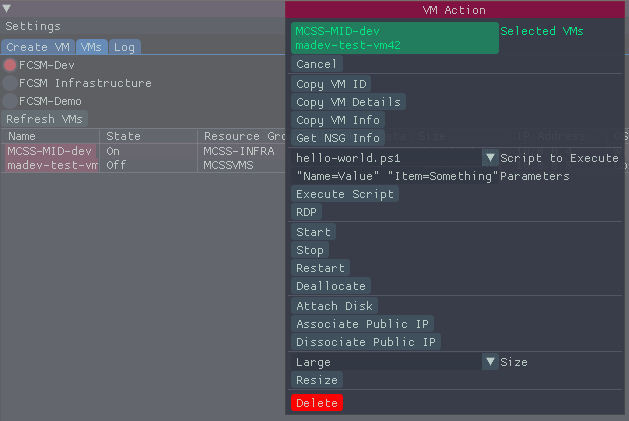 VM Action
Settings
Create VM VMs Log
FCSM-Dev
FCSM Infrastructure
FCSM-Demo
Refresh VMs
Name State Resource Gro Size IP Address
MCSS-MID-dev On MCSS-INFRA
madev-test-vm Off MCSSVMS
MCSS-MID-dev Selected VMs
madev-test-vm42
Cancel
Copy VM ID
Copy VM Details
Copy VM Info
Get NSG Info
hello-world.ps1 Script to Execute
"Name=Value" "Item=Something" Parameters
Execute Script
RDP
Start
Stop
Restart
Deallocate
Attach Disk
Associate Public IP
Dissociate Public IP
Large Size
Resize
Delete